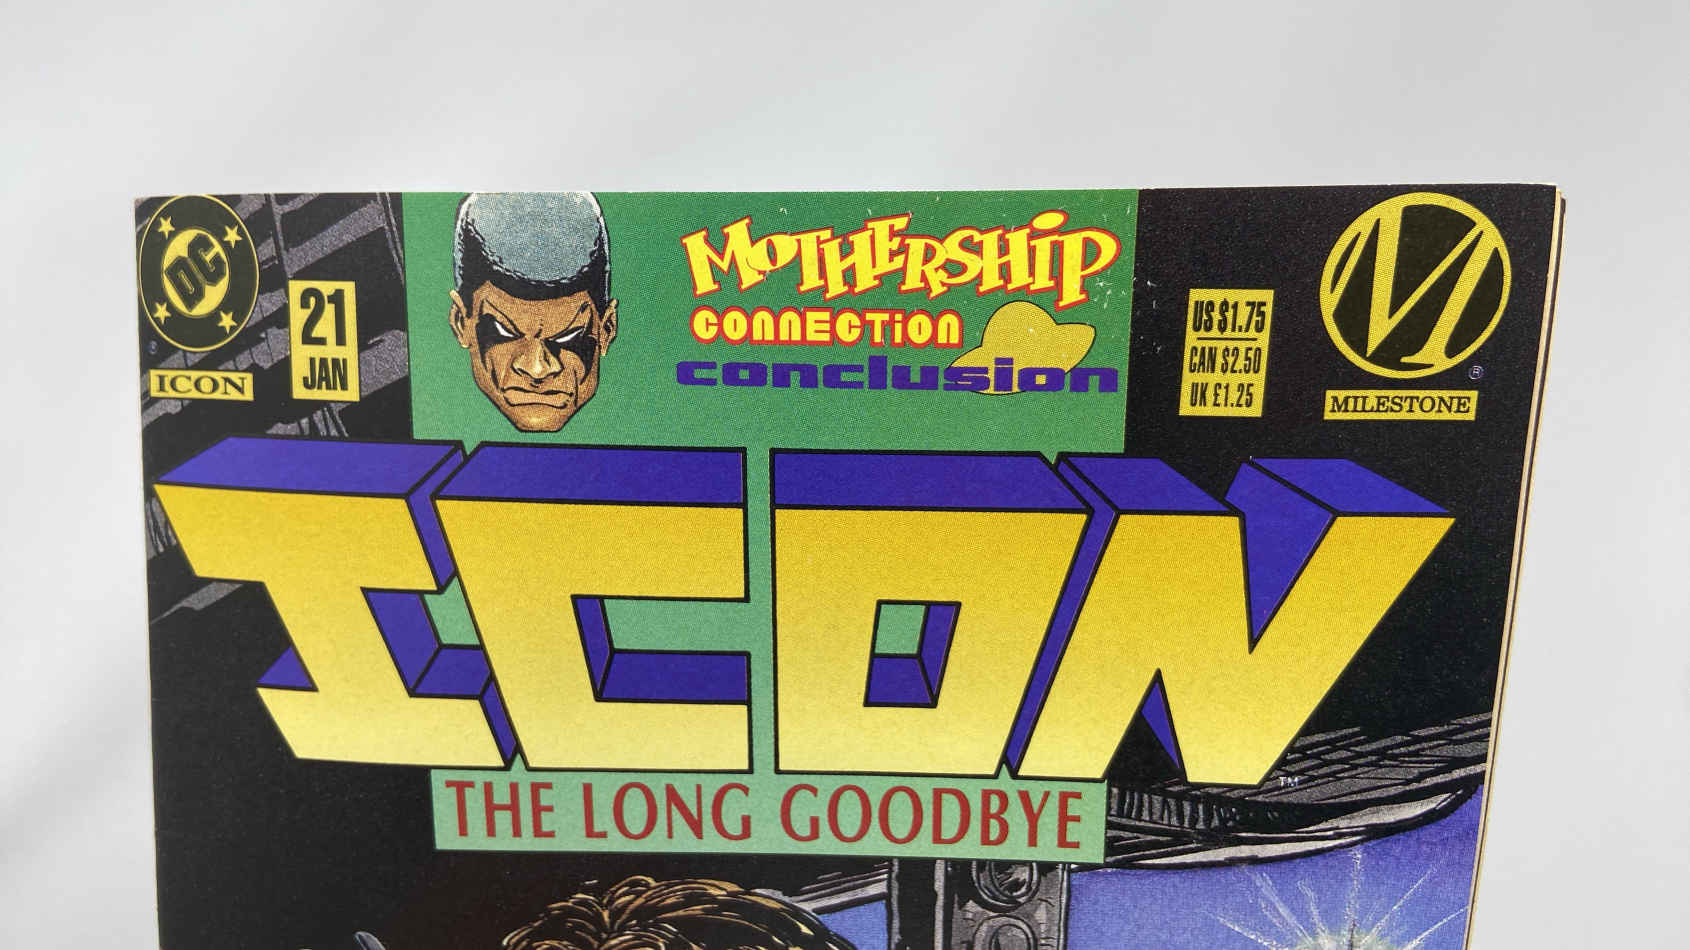 DC
ICON
21
JAN
MOTHERSHIP
CONNECTION
conclusion
US $1.75
CAN $2.50
UK £1.25
M
®
MILESTONE
ICON
TM
THE LONG GOODBYE